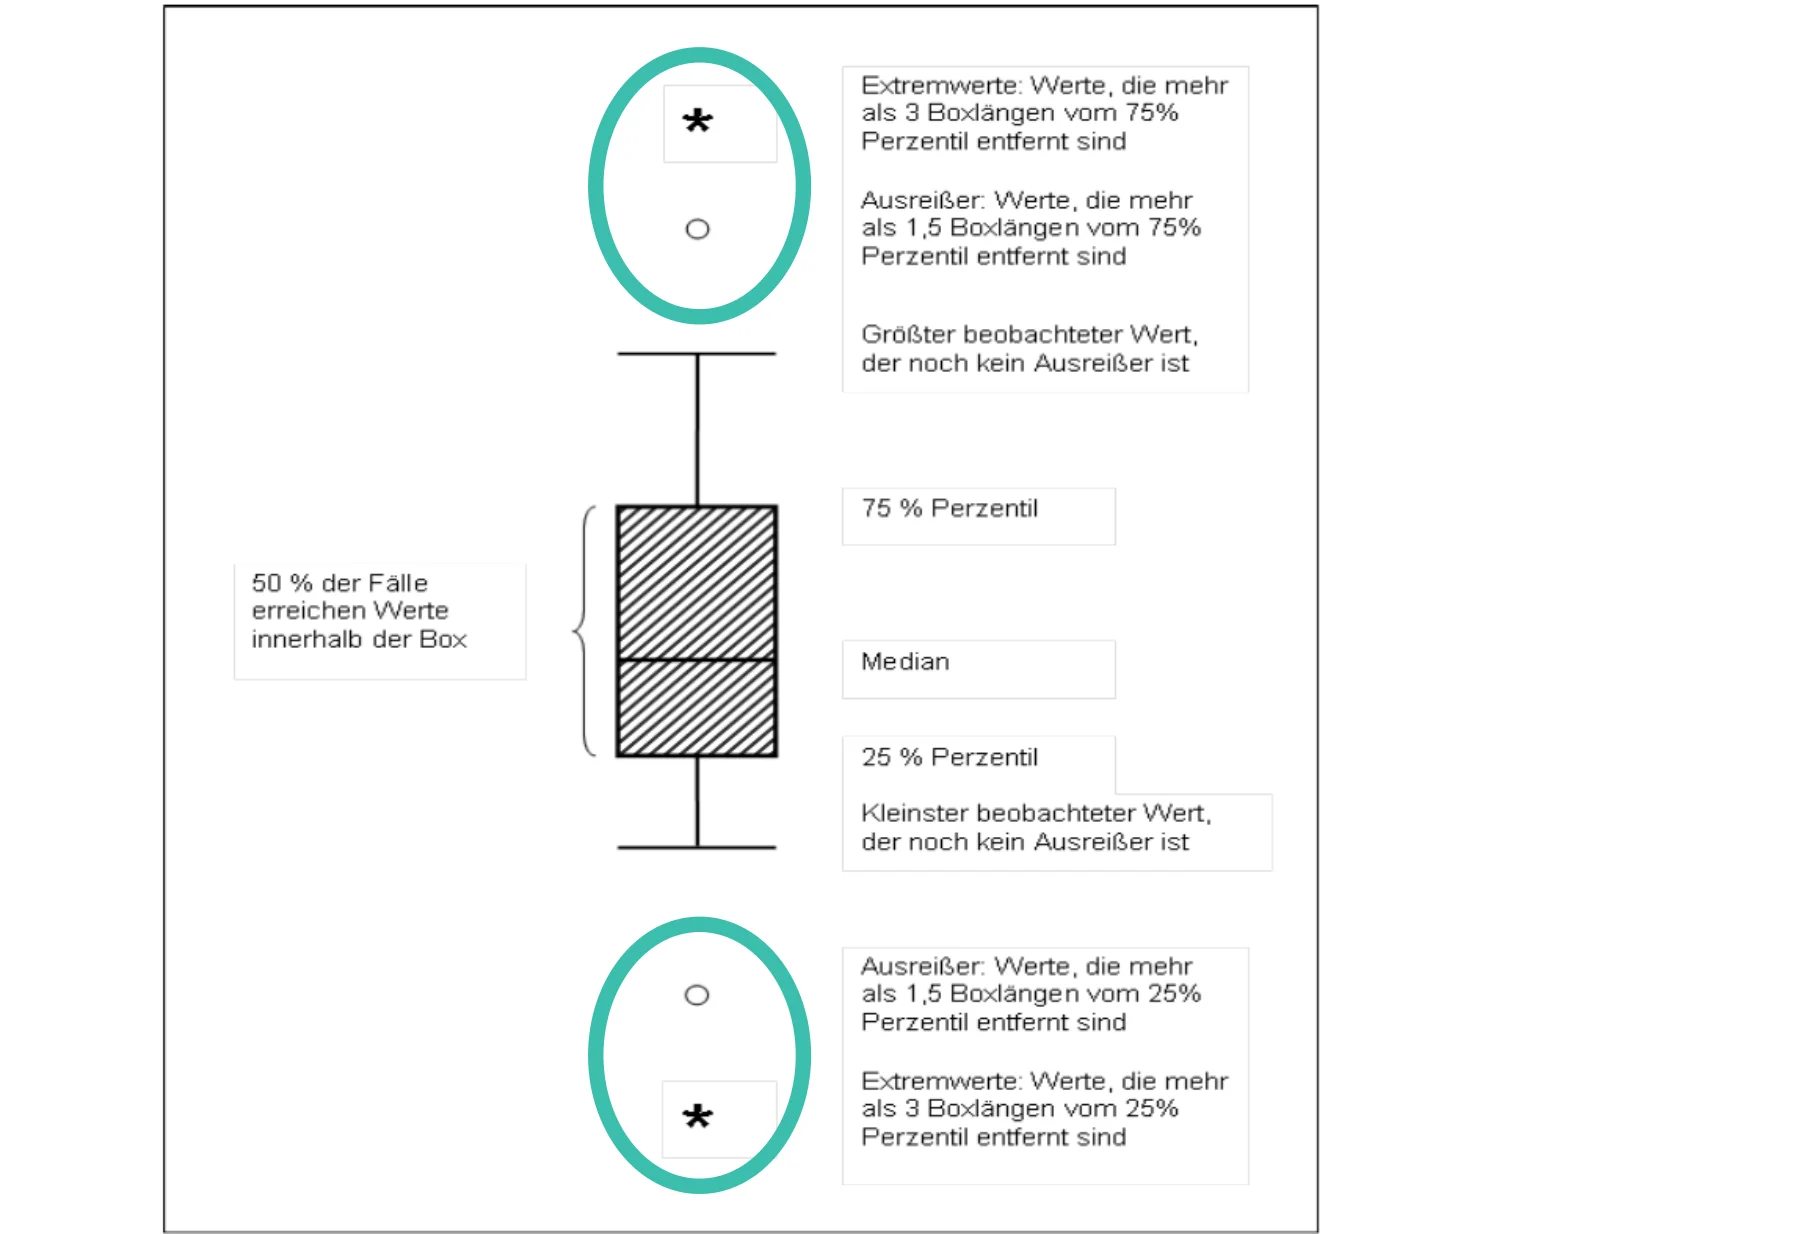 Extremwerte: Werte, die mehr
als 3 Boxlängen vom 75%
Perzentil entfernt sind
Ausreißer: Werte, die mehr
als 1,5 Boxlängen vom 75%
Perzentil entfernt sind
Größter beobachteter Wert,
der noch kein Ausreißer ist
75 % Perzentil
50 % der Fälle
erreichen Werte
innerhalb der Box
Median
25 % Perzentil
Kleinster beobachteter Wert,
der noch kein Ausreißer ist
Ausreißer: Werte, die mehr
als 1,5 Boxlängen vom 25%
Perzentil entfernt sind
Extremwerte: Werte, die mehr
als 3 Boxlängen vom 25%
Perzentil entfernt sind